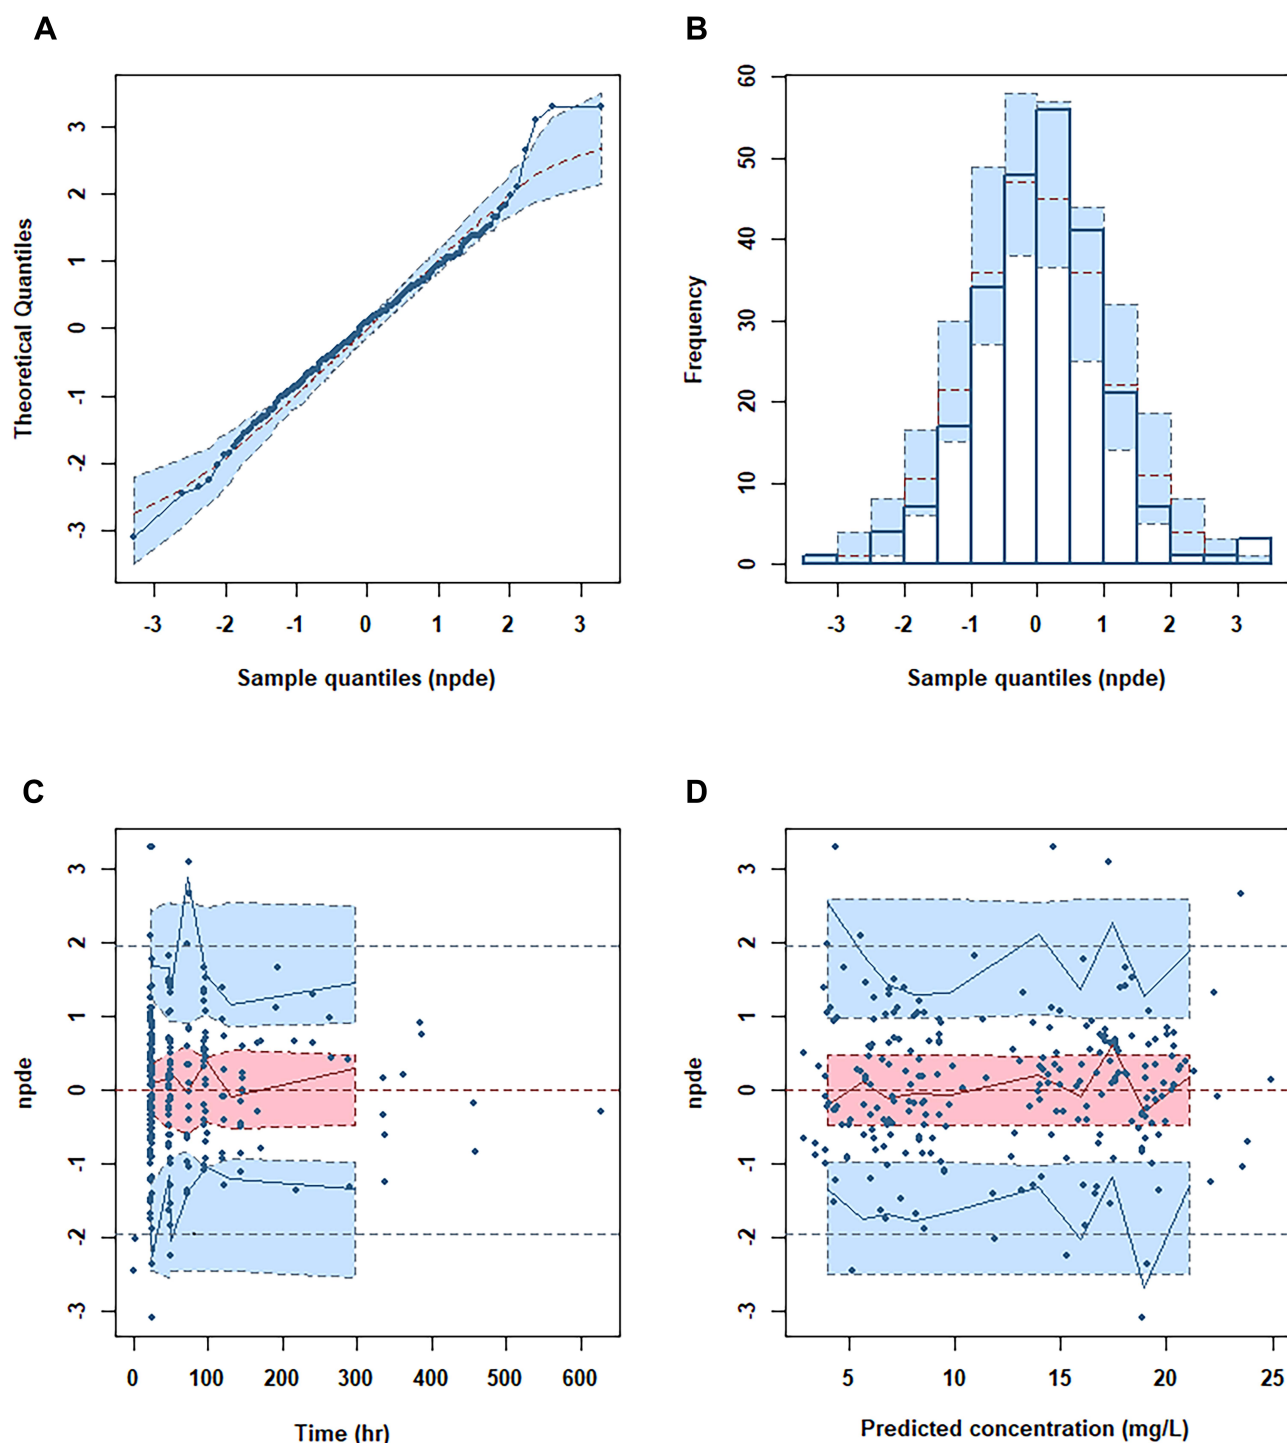 A
B
Theoretical Quantiles
3
2
1
0
-1
-2
-3
-3 -2 -1 0 1 2 3
Sample quantiles (npde)
Frequency
60
50
40
30
20
10
0
-3 -2 -1 0 1 2 3
Sample quantiles (npde)
C
D
npde
3
2
1
0
-1
-2
-3
0 100 200 300 400 500 600
Time (hr)
npde
3
2
1
0
-1
-2
-3
5 10 15 20 25
Predicted concentration (mg/L)